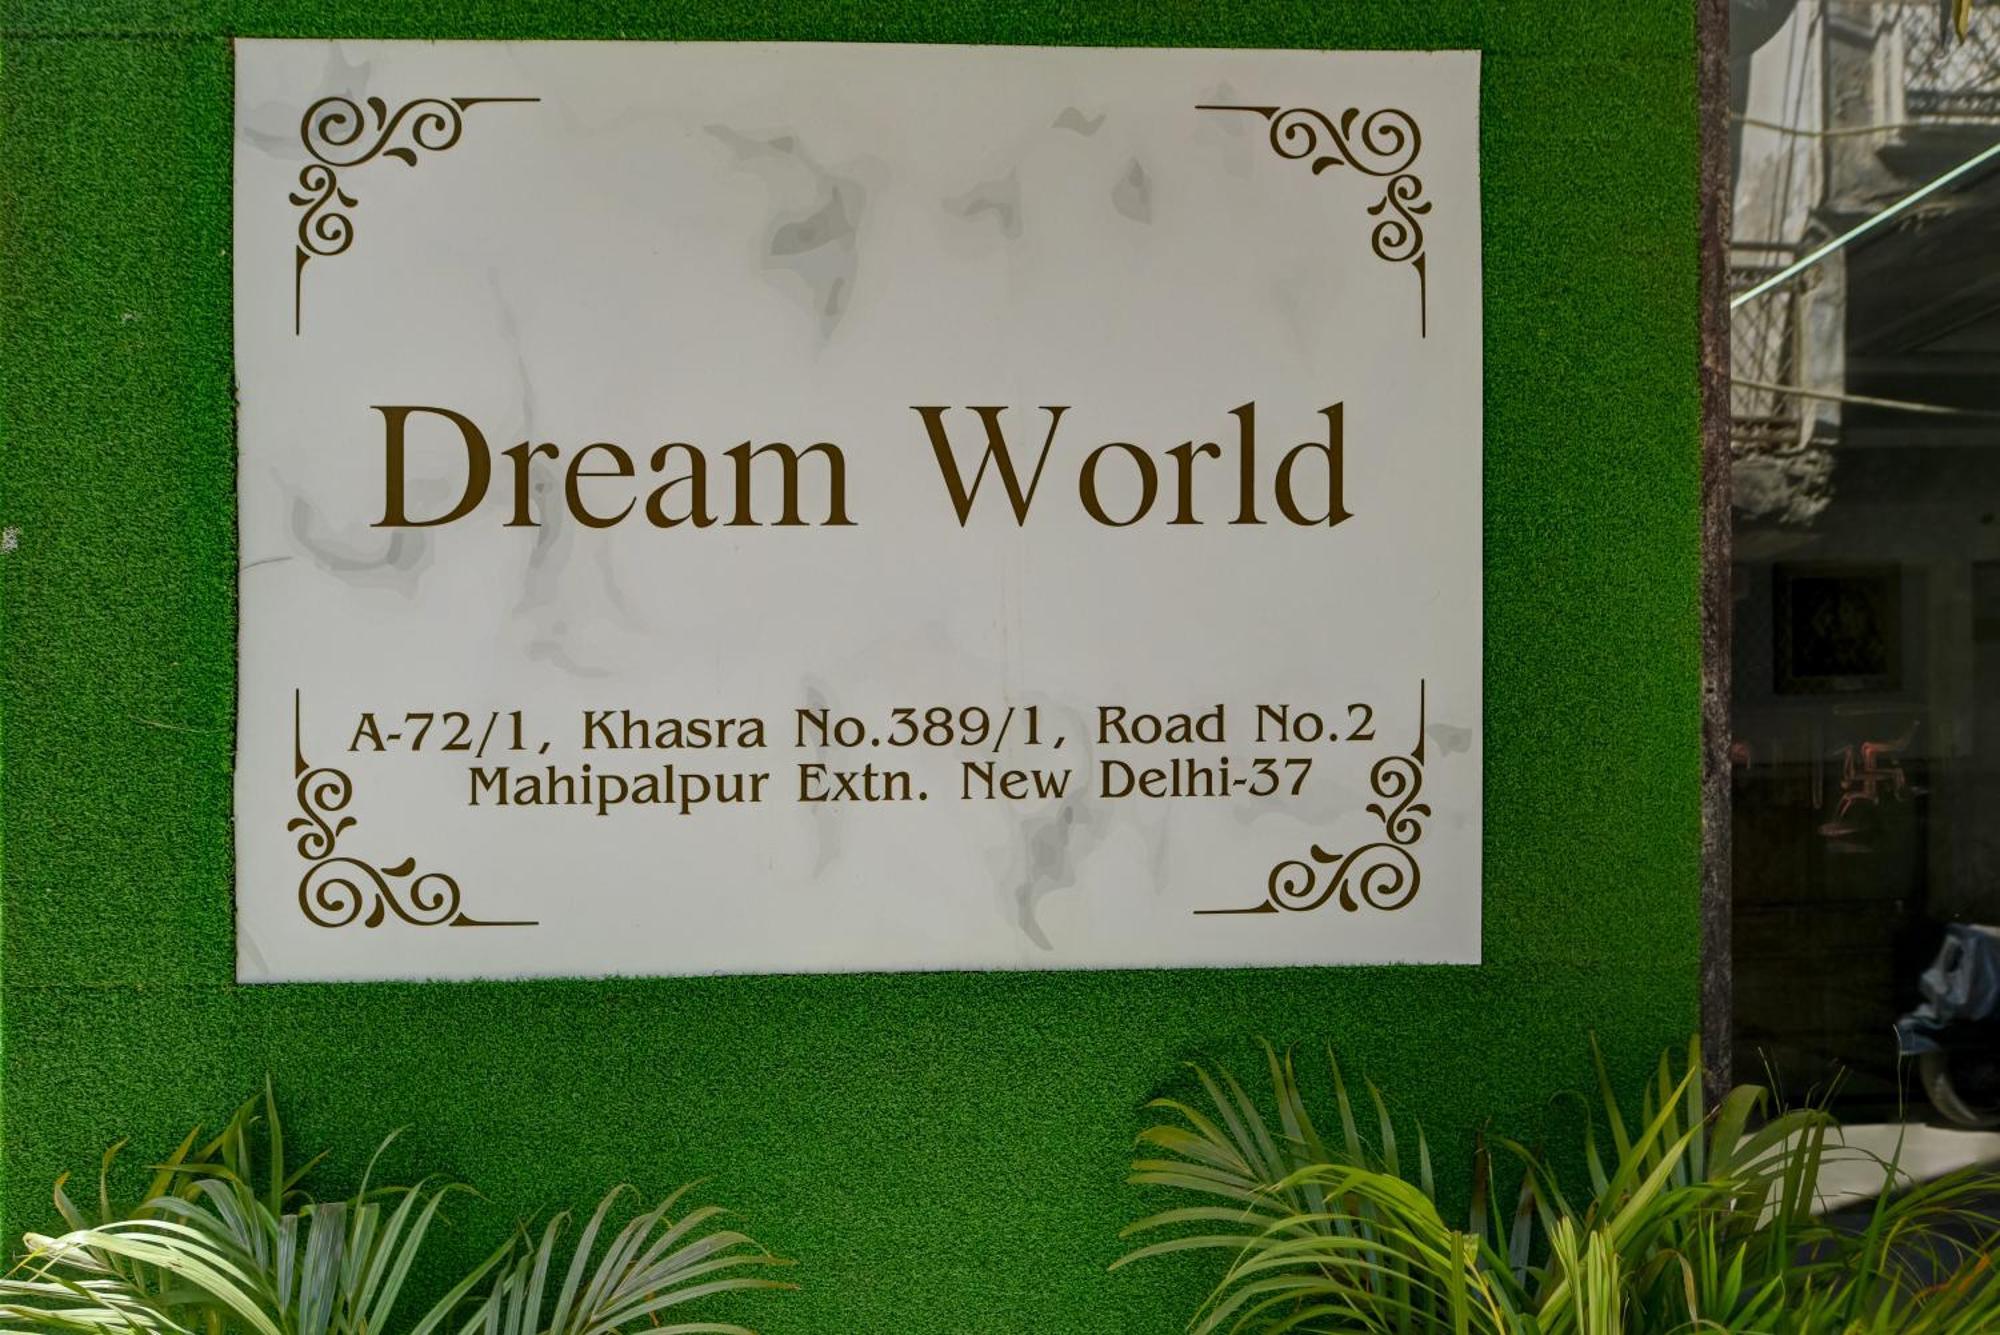 Dream World
A-72/1, Khasra No.389/1, Road No.2
Mahipalpur Extn. New Delhi-37